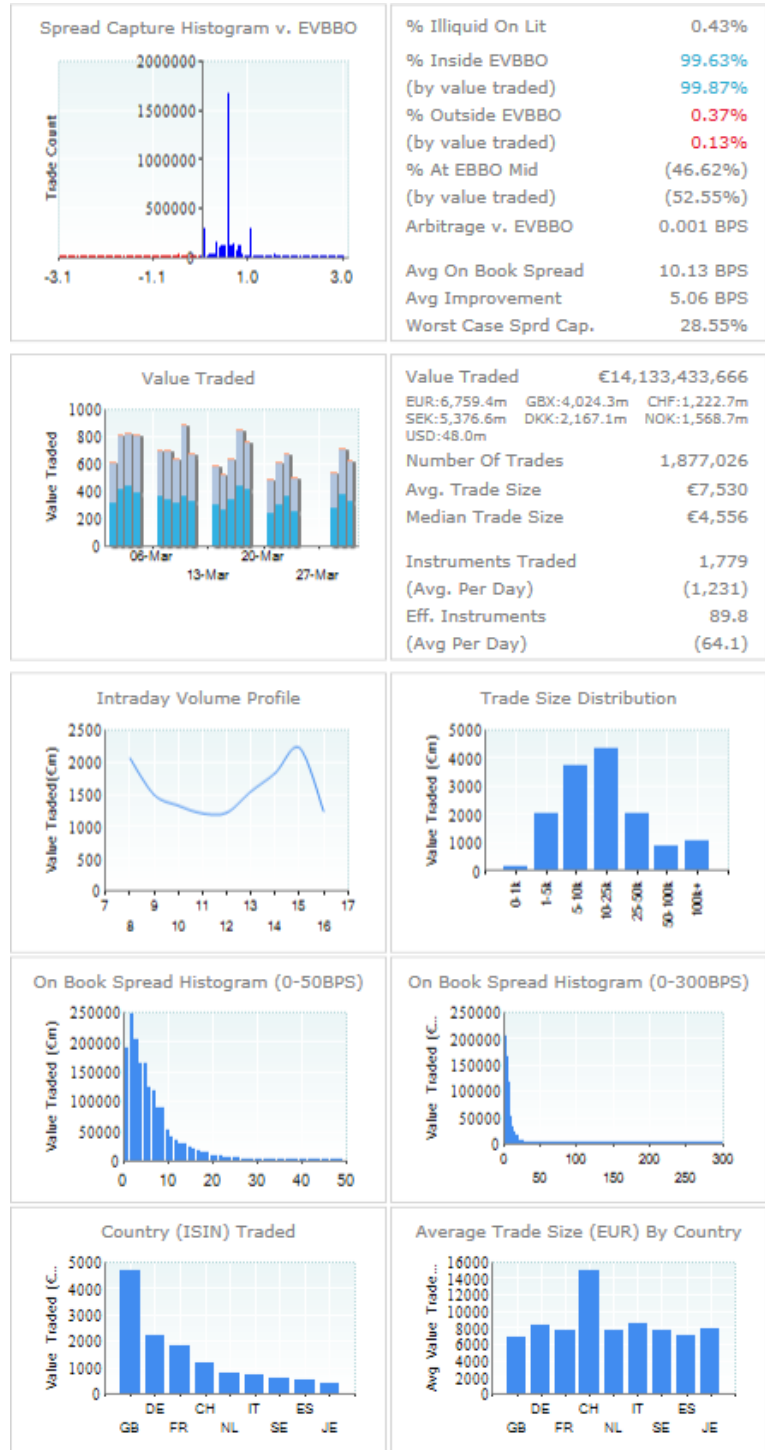 Spread Capture Histogram v. EVBBO
2000000
1500000
1000000
500000
0
Trade Count
-3.1 -1.1 1.0 3.0
% Illiquid On Lit 0.43%
% Inside EVBBO 99.63%
(by value traded) 99.87%
% Outside EVBBO 0.37%
(by value traded) 0.13%
% At EBBO Mid (46.62%)
(by value traded) (52.55%)
Arbitrage v. EVBBO 0.001 BPS
Avg On Book Spread 10.13 BPS
Avg Improvement 5.06 BPS
Worst Case Sprd Cap. 28.55%
Value Traded
1000
800
600
400
200
0
Value Traded
06-Mar 20-Mar
13-Mar 27-Mar
Value Traded €14,133,433,666
EUR:6,759.4m GBX:4,024.3m CHF:1,222.7m
SEK:5,376.6m DKK:2,167.1m NOK:1,568.7m
USD:48.0m
Number Of Trades 1,877,026
Avg. Trade Size €7,530
Median Trade Size €4,556
Instruments Traded 1,779
(Avg. Per Day) (1,231)
Eff. Instruments 89.8
(Avg Per Day) (64.1)
Intraday Volume Profile
2500
2000
1500
1000
500
0
Value Traded(€m)
7 9 11 13 15 17
8 10 12 14 16
Trade Size Distribution
5000
4000
3000
2000
1000
0
Value Traded (€m)
0-1k 1-5k 5-10k 10-25k 25-50k 50-100k 100k+
On Book Spread Histogram (0-50BPS)
250000
200000
150000
100000
50000
0
Value Traded (€m)
0 10 20 30 40 50
On Book Spread Histogram (0-300BPS)
250000
200000
150000
100000
50000
0
Value Traded (€...
0 100 200 300
50 150 250
Country (ISIN) Traded
5000
4000
3000
2000
1000
0
Value Traded (€...
DE CH IT ES
GB FR NL SE JE
Average Trade Size (EUR) By Country
16000
14000
12000
10000
8000
6000
4000
2000
0
Avg Value Trade...
DE CH IT ES
GB FR NL SE JE